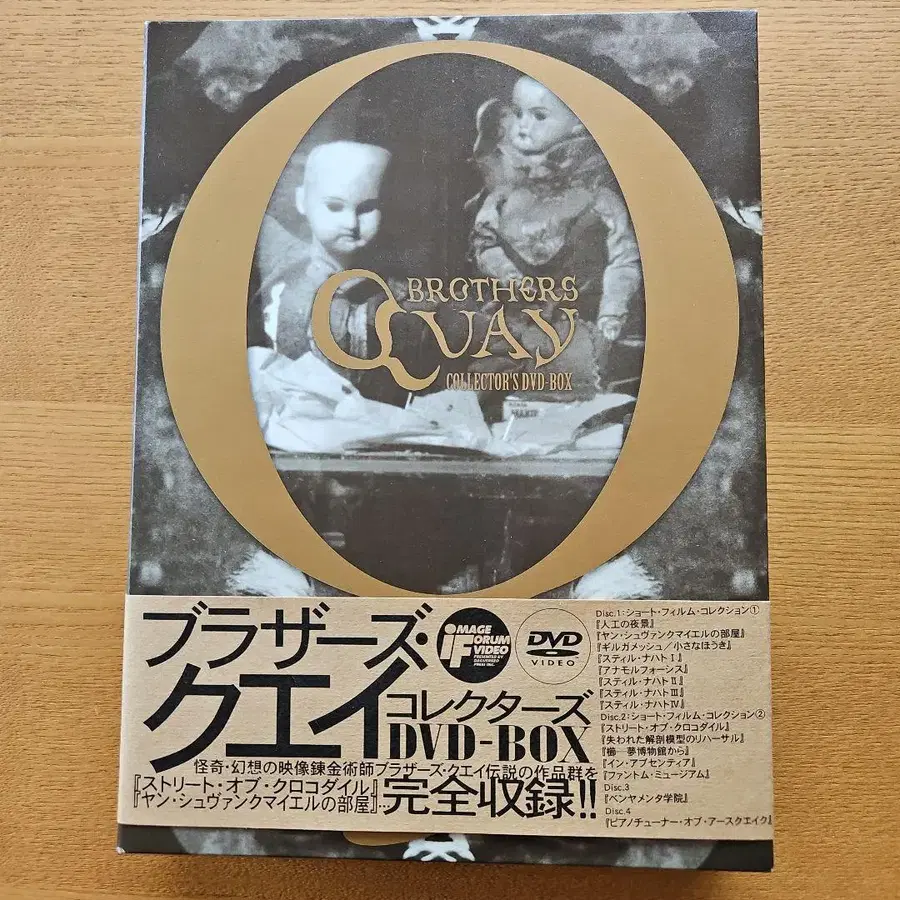 BROTHERS
QUAY
COLLECTOR'S DVD-BOX
ブラザーズ・
クエイ
コレクターズ
DVD-BOX
IMAGE
FORUM
VIDEO
DVD
VIDEO
怪奇・幻想の映像錬金術師ブラザーズ・クエイ伝説の作品群を
『ストリート・オブ・クロコダイル』
『ヤン・シュヴァンクマイエルの部屋』…完全収録!!
Disc.1:ショート・フィルム・コレクション①
『人工の夜景』
『ヤン・シュヴァンクマイエルの部屋』
『ギルガメッシュ／小さなほうき』
『スティル・ナハトⅠ』
『アナモルフォーシス』
『スティル・ナハトⅡ』
『スティル・ナハトⅢ』
『スティル・ナハトⅣ』
Disc.2:ショート・フィルム・コレクション②
『ストリート・オブ・クロコダイル』
『失われた解剖模型のリハーサル』
『櫛―夢博物館から』
『イン・アブセンティア』
『ファントム・ミュージアム』
Disc.3
『ベンヤメンタ学院』
Disc.4
『ピアノチューナー・オブ・アースクエイク』